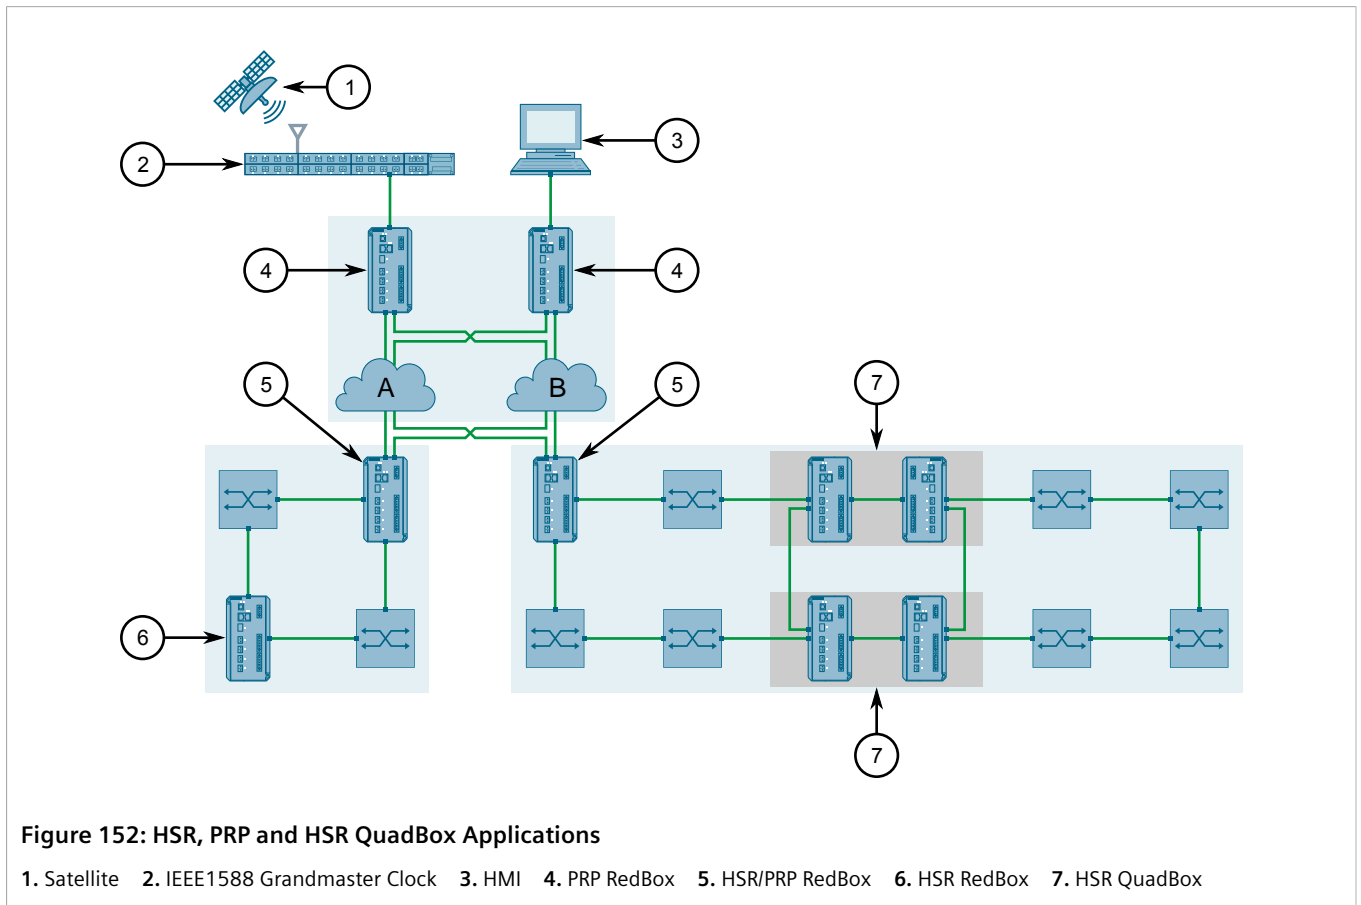 1
2
3
4
4
A
B
5
5
7
6
7
Figure 152: HSR, PRP and HSR QuadBox Applications
1. Satellite 2. IEEE1588 Grandmaster Clock 3. HMI 4. PRP RedBox 5. HSR/PRP RedBox 6. HSR RedBox 7. HSR QuadBox